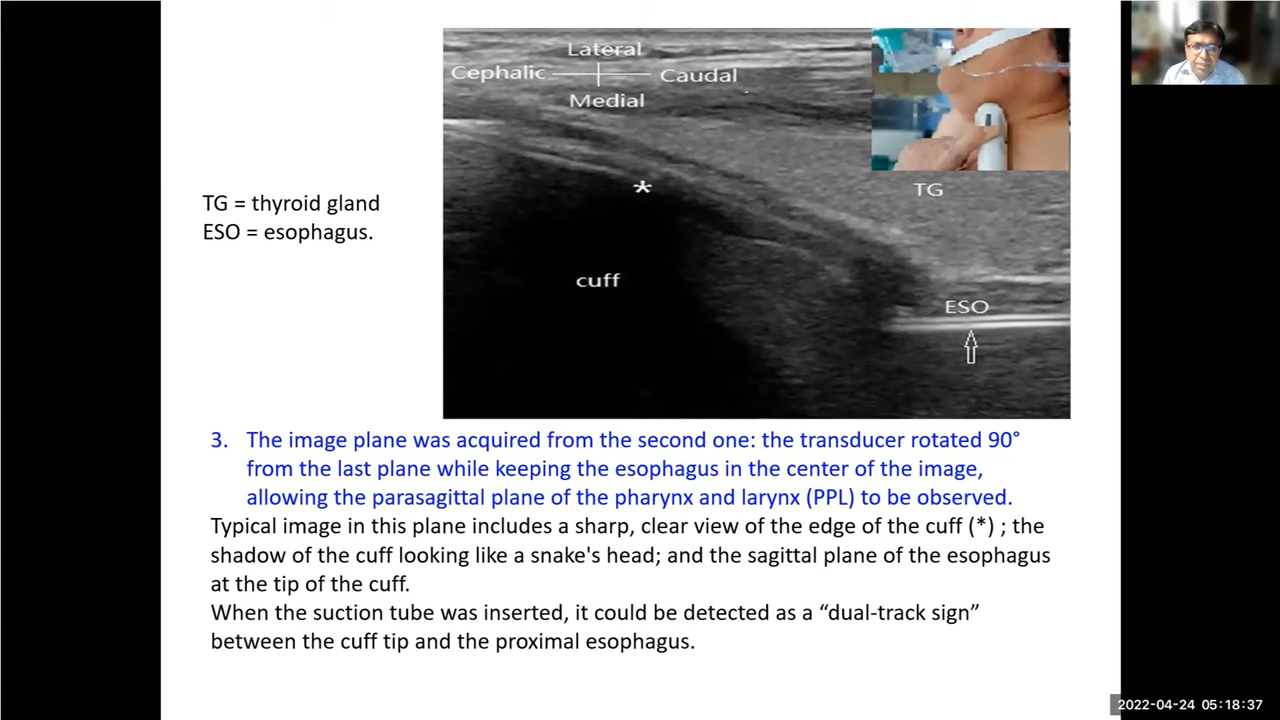 Lateral
Cephalic
Caudal
Medial
TG = thyroid gland
ESO = esophagus.
*
TG
cuff
ESO
3. The image plane was acquired from the second one: the transducer rotated 90°
from the last plane while keeping the esophagus in the center of the image,
allowing the parasagittal plane of the pharynx and larynx (PPL) to be observed.
Typical image in this plane includes a sharp, clear view of the edge of the cuff (*) ; the
shadow of the cuff looking like a snake's head; and the sagittal plane of the esophagus
at the tip of the cuff.
When the suction tube was inserted, it could be detected as a “dual-track sign”
between the cuff tip and the proximal esophagus.
2022-04-24 05:18:37